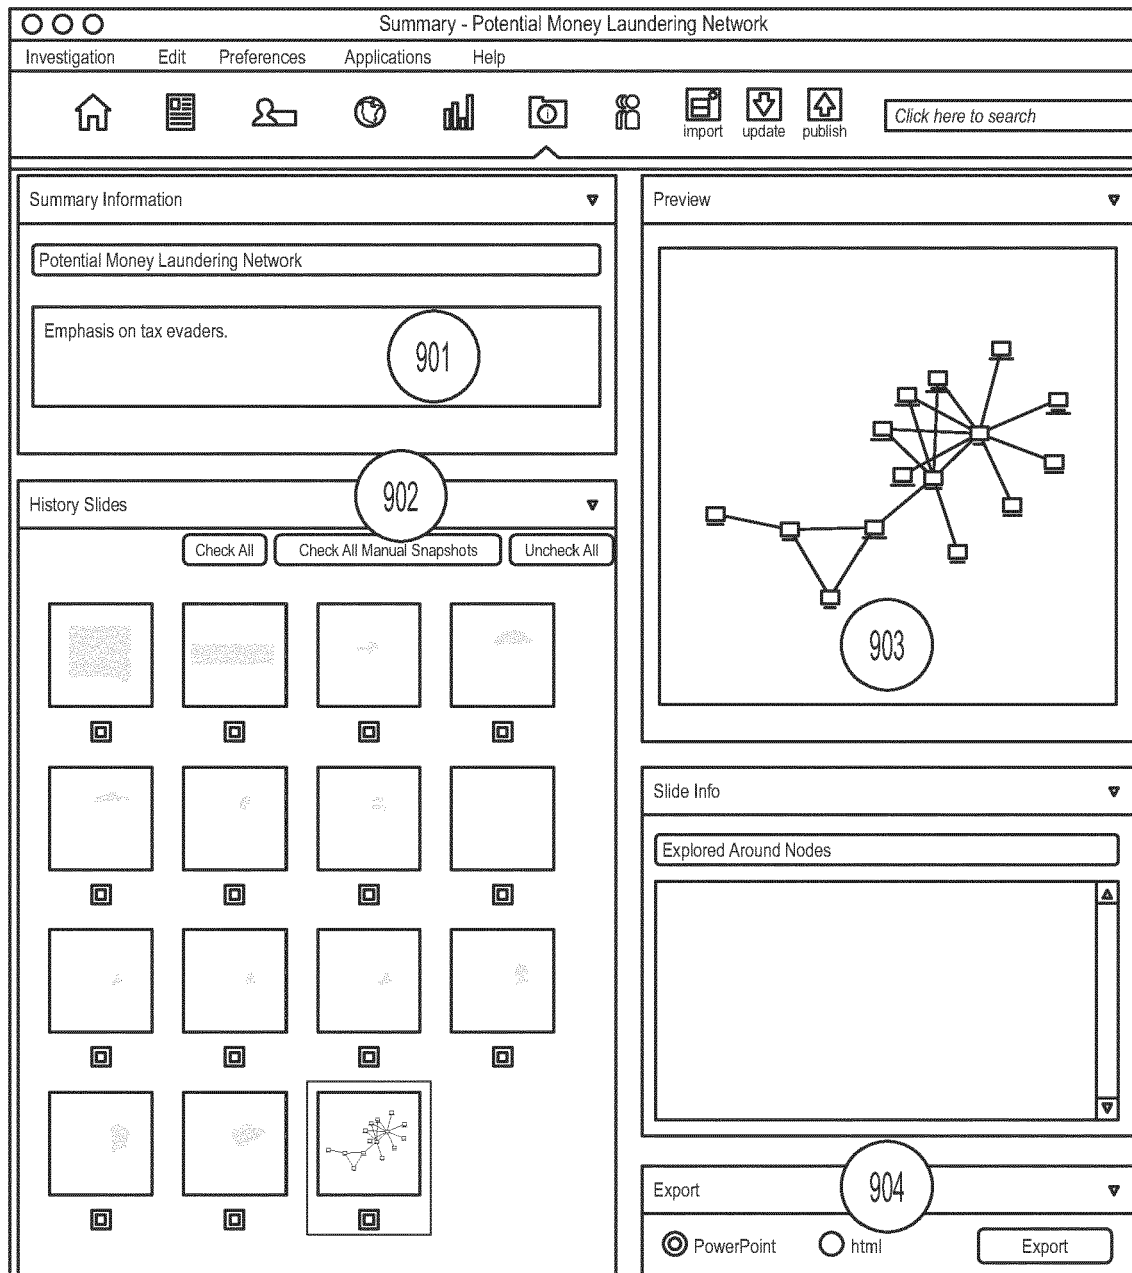 Summary - Potential Money Laundering Network
Investigation Edit Preferences Applications Help
import update publish Click here to search
Summary Information
Potential Money Laundering Network
Emphasis on tax evaders.
901
902
History Slides
Check All Check All Manual Snapshots Uncheck All
Preview
903
Slide Info
Explored Around Nodes
904
Export
PowerPoint html Export